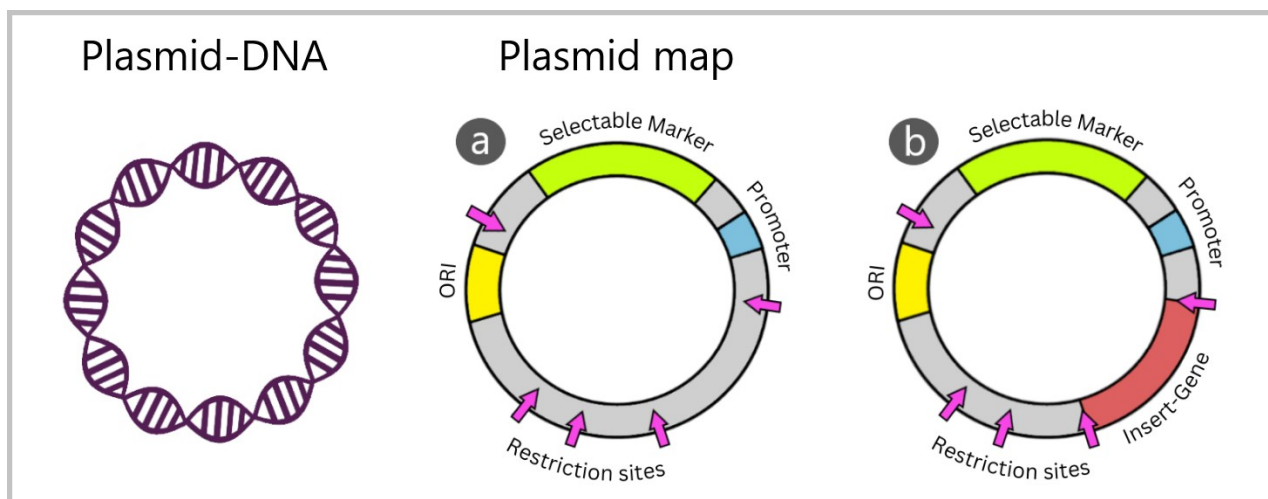 Plasmid-DNA
Plasmid map
a
Selectable Marker
Promoter
ORI
Restriction sites
b
Selectable Marker
Promoter
ORI
Insert-Gene
Restriction sites